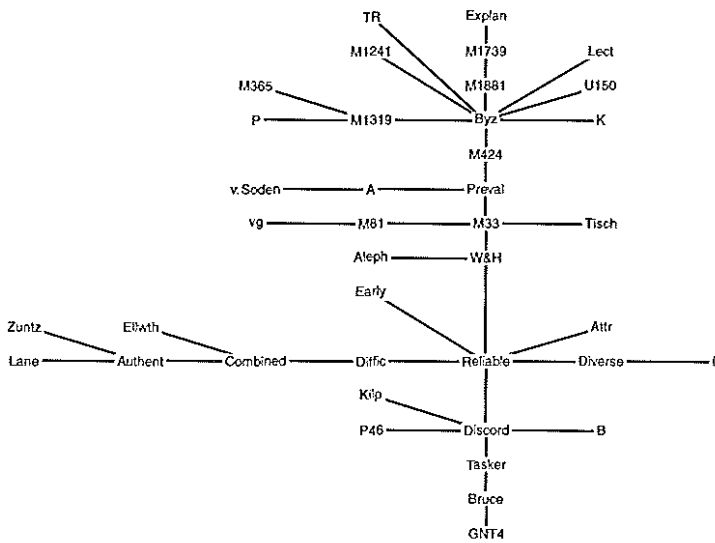 TR Explan
M1241 M1739 Lect
M365 M1881 U150
P M1319 Byz K
M424
v.Soden A Preval
vg M81 M33 Tisch
Aleph W&H
Early
Zuntz Ellwth Attr
Lane Authent Combined Diffic Reliable Diverse
Kilp
P46 Discord B
Tasker
Bruce
GNT4